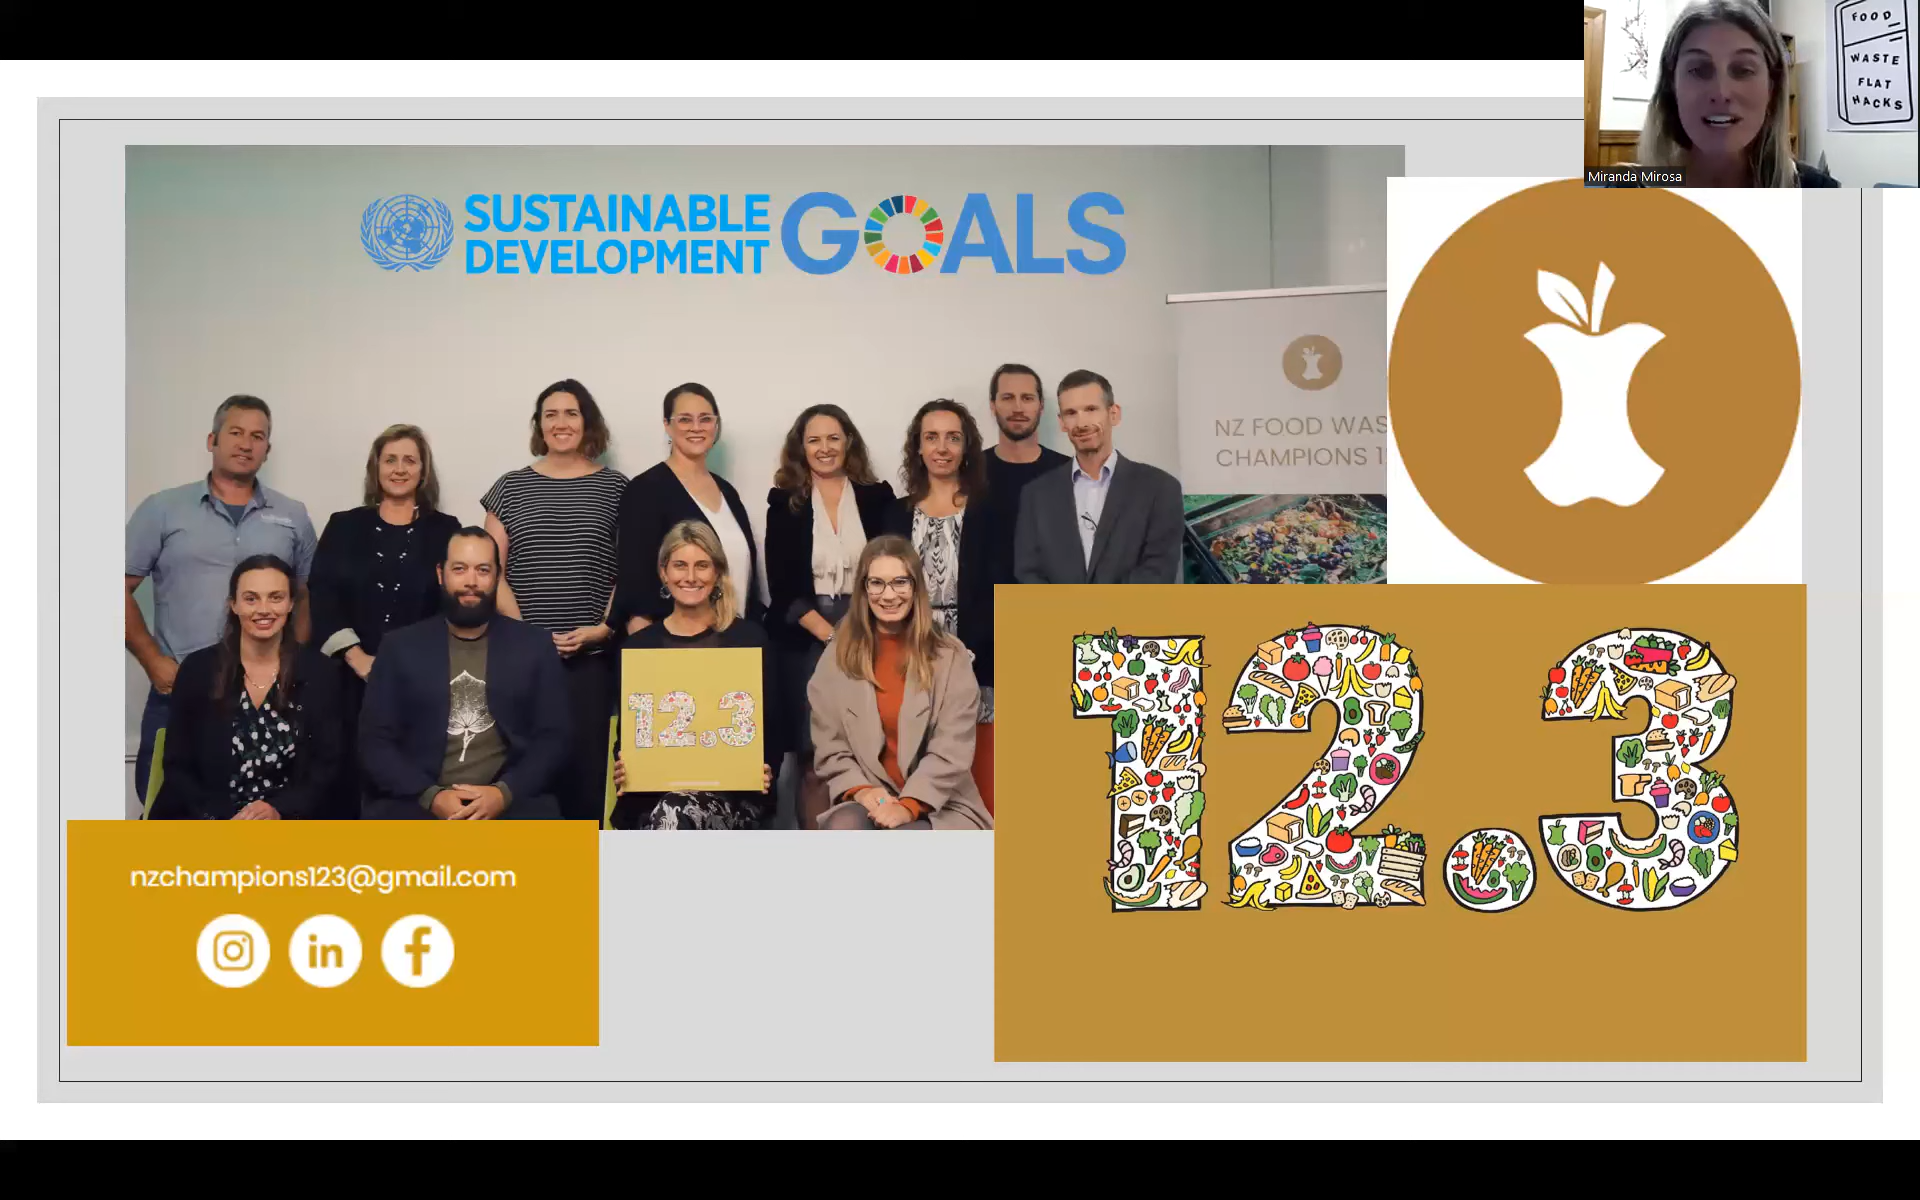 FOOD
WASTE
FLAT
HACKS
Miranda Mirosa
SUSTAINABLE
DEVELOPMENT
GOALS
NZ FOOD WAS
CHAMPIONS 1
12.3
12.3
nzchampions123@gmail.com
in
f